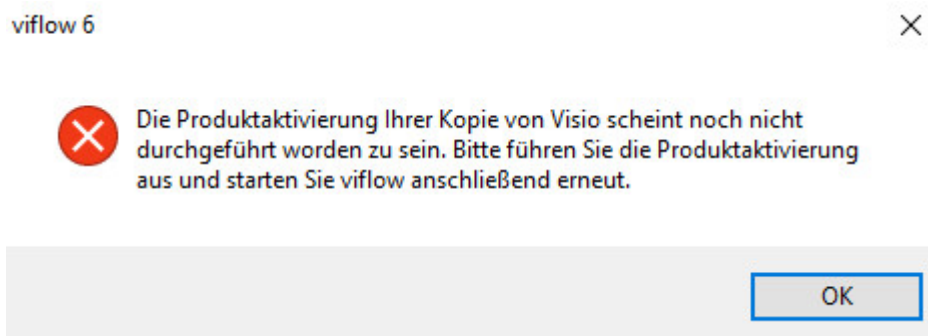 viflow 6
Die Produktaktivierung Ihrer Kopie von Visio scheint noch nicht
durchgeführt worden zu sein. Bitte führen Sie die Produktaktivierung
aus und starten Sie viflow anschließend erneut.
OK